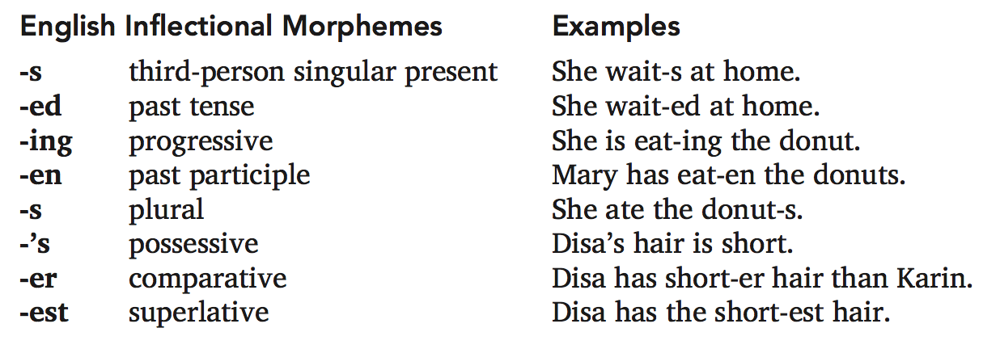 English Inflectional Morphemes Examples
-s third-person singular present She wait-s at home.
-ed past tense She wait-ed at home.
-ing progressive She is eat-ing the donut.
-en past participle Mary has eat-en the donuts.
-s plural She ate the donut-s.
-’s possessive Disa’s hair is short.
-er comparative Disa has short-er hair than Karin.
-est superlative Disa has the short-est hair.